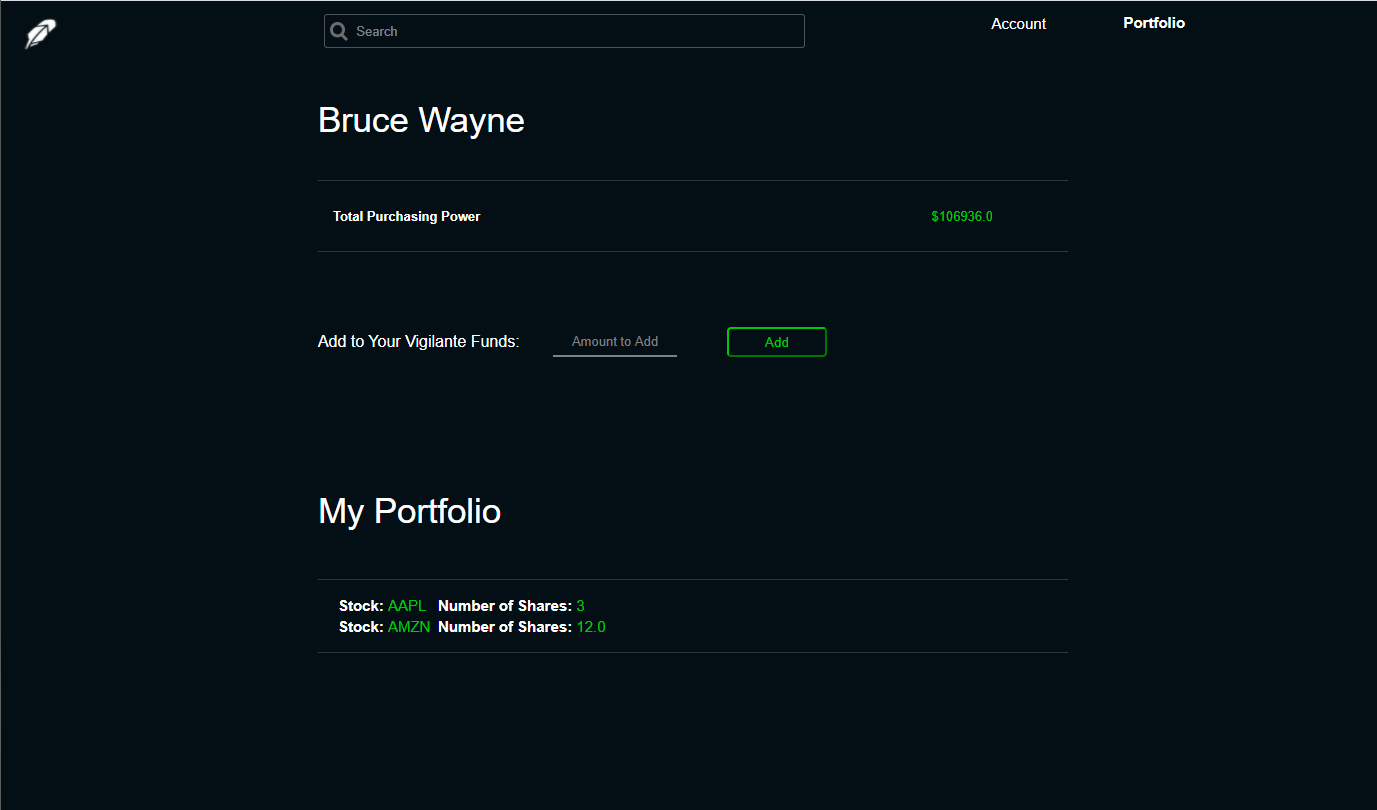 Search
Account
Portfolio
Bruce Wayne
Total Purchasing Power $106936.0
Add to Your Vigilante Funds: Amount to Add Add
My Portfolio
Stock: AAPL Number of Shares: 3
Stock: AMZN Number of Shares: 12.0